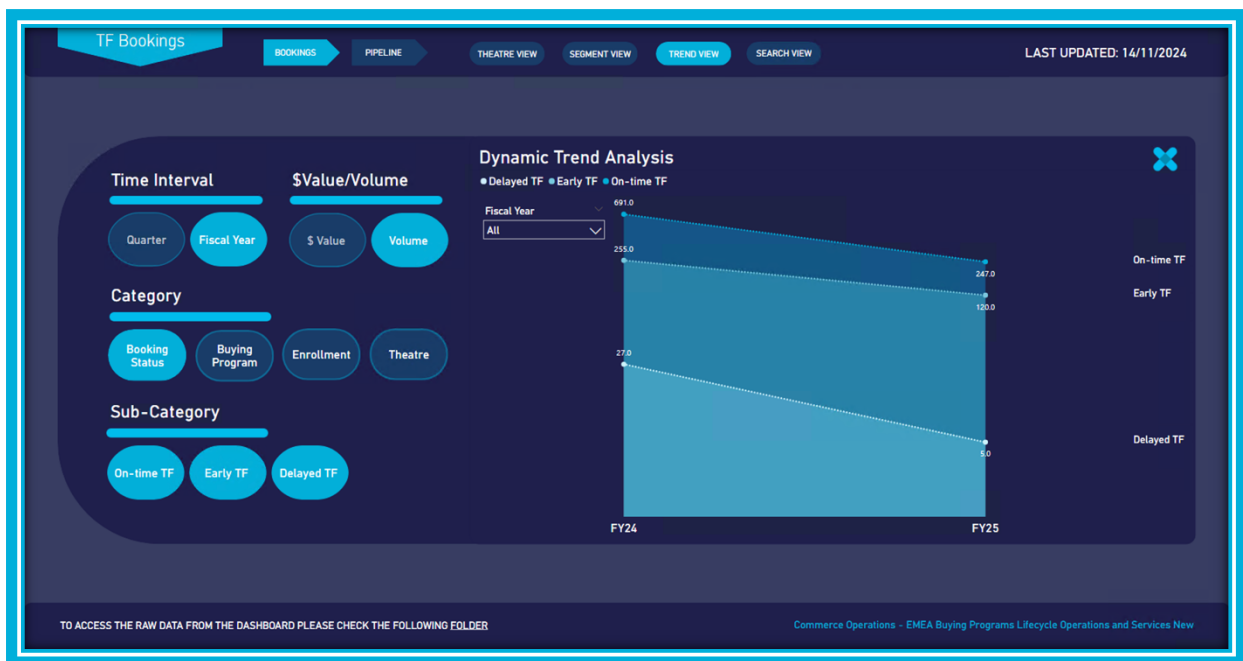 TF Bookings
BOOKINGS
PIPELINE
THEATRE VIEW
SEGMENT VIEW
TREND VIEW
SEARCH VIEW
LAST UPDATED: 14/11/2024
Time Interval
$Value/Volume
Quarter
Fiscal Year
$ Value
Volume
Category
Booking
Status
Buying
Program
Enrollment
Theatre
Sub-Category
On-time TF
Early TF
Delayed TF
Dynamic Trend Analysis
Delayed TF Early TF On-time TF
Fiscal Year
All
691.0
255.0
27.0
247.0
120.0
5.0
On-time TF
Early TF
Delayed TF
FY24
FY25
TO ACCESS THE RAW DATA FROM THE DASHBOARD PLEASE CHECK THE FOLLOWING FOLDER
Commerce Operations - EMEA Buying Programs Lifecycle Operations and Services New